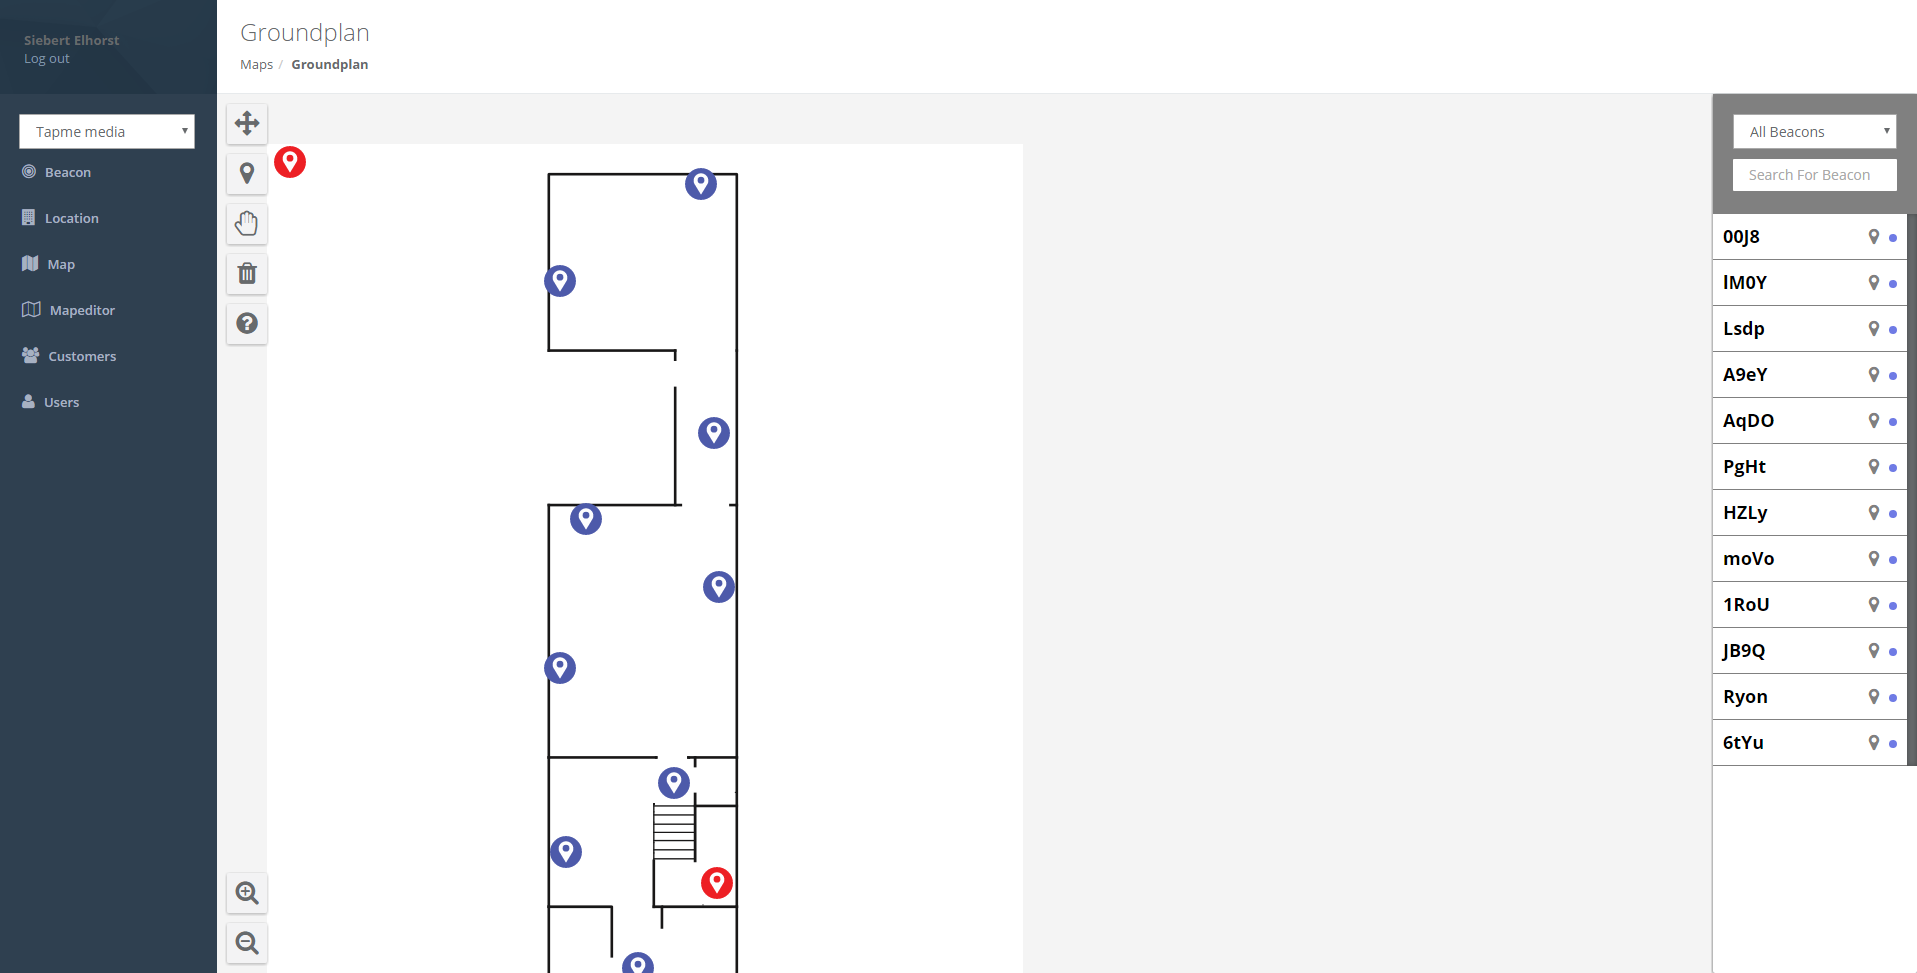 Siebert Elhorst
Log out
Tapme media
Beacon
Location
Map
Mapeditor
Customers
Users
Groundplan
Maps / Groundplan
All Beacons
Search For Beacon
00J8
lM0Y
Lsdp
A9eY
AqDO
PgHt
HZLy
moVo
1RoU
JB9Q
Ryon
6tYu